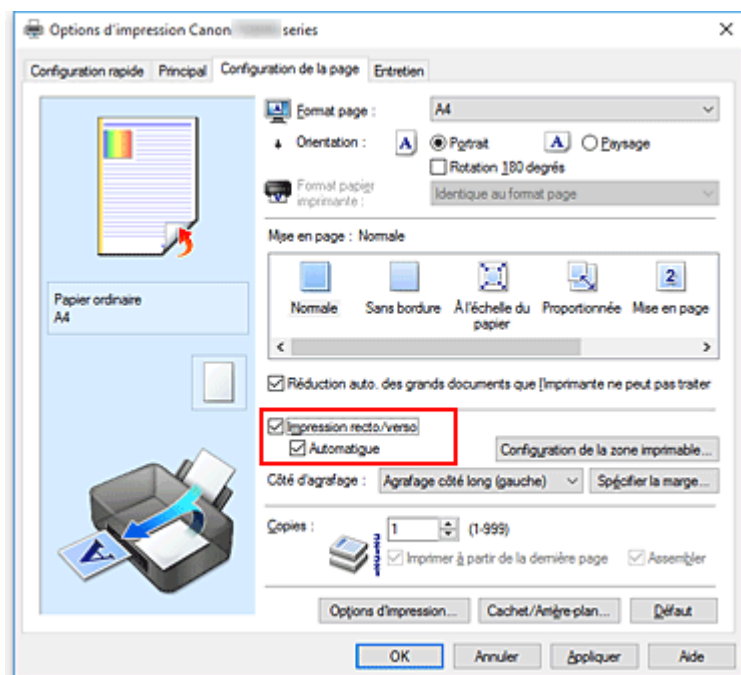 Options d'impression Canon series
Configuration rapide Principal Configuration de la page Entretien
Format page : A4
Orientation : A Portrait A Paysage
Rotation 180 degrés
Format papier imprimante : Identique au format page
Mise en page : Normale
2
Normale Sans bordure À l'échelle du papier Proportionnée Mise en page
Papier ordinaire
A4
Réduction auto. des grands documents que l'imprimante ne peut pas traiter
Impression recto/verso
Automatique Configuration de la zone imprimable...
Côté d'agrafage : Agrafage côté long (gauche) Spécifier la marge...
A
Copies : 1 (1-999)
Imprimer à partir de la dernière page Assembler
Options d'impression... Cachet/Arrière-plan... Défaut
OK Annuler Appliquer Aide